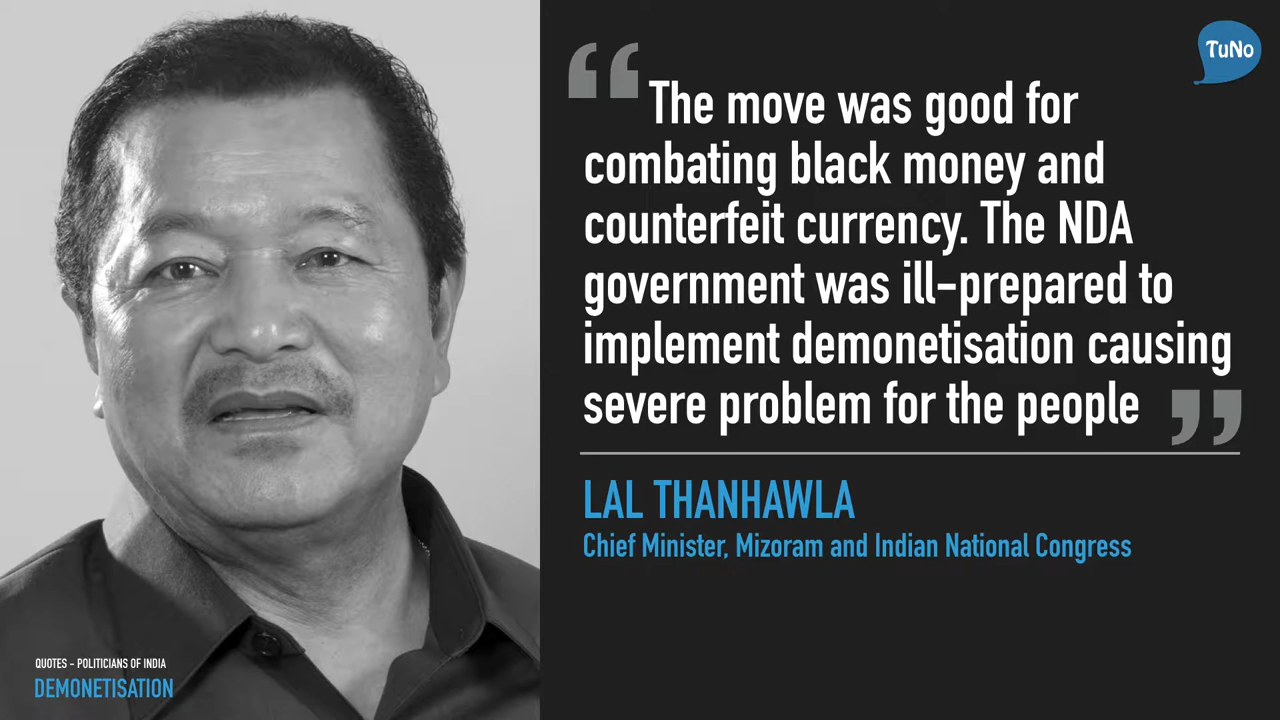 TuNo
“ The move was good for
combating black money and
counterfeit currency. The NDA
government was ill-prepared to
implement demonetisation causing
severe problem for the people ”
LAL THANHAWLA
Chief Minister, Mizoram and Indian National Congress
QUOTES - POLITICIANS OF INDIA
DEMONETISATION